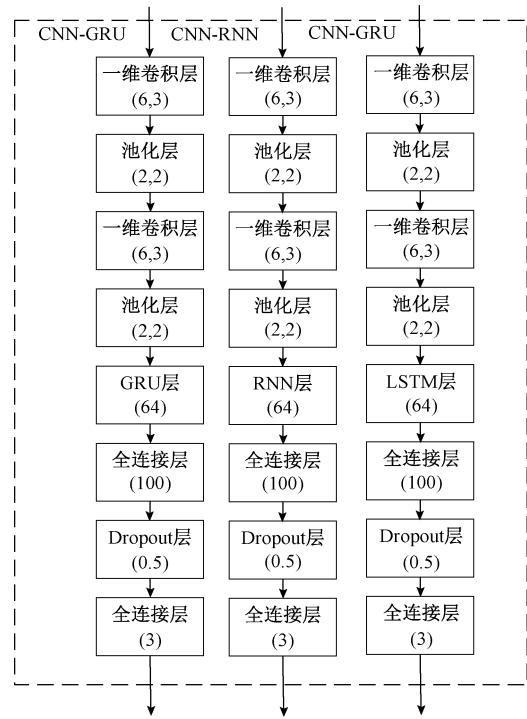 CNN-GRU CNN-RNN CNN-GRU
一维卷积层 一维卷积层 一维卷积层
(6,3) (6,3) (6,3)
池化层 池化层 池化层
(2,2) (2,2) (2,2)
一维卷积层 一维卷积层 一维卷积层
(6,3) (6,3) (6,3)
池化层 池化层 池化层
(2,2) (2,2) (2,2)
GRU层 RNN层 LSTM层
(64) (64) (64)
全连接层 全连接层 全连接层
(100) (100) (100)
Dropout层 Dropout层 Dropout层
(0.5) (0.5) (0.5)
全连接层 全连接层 全连接层
(3) (3) (3)